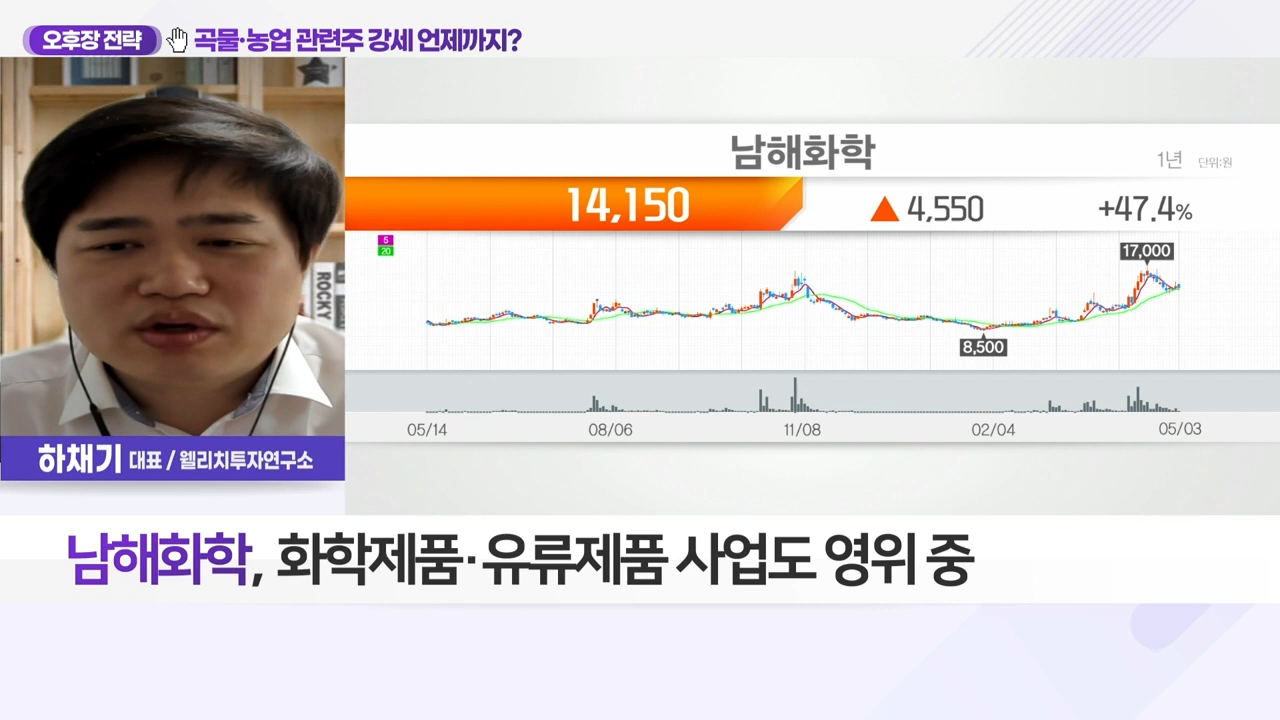 오후장 전략 곡물·농업 관련주 강세 언제까지?
남해화학
1년 단위:원
14,150 ▲ 4,550 +47.4%
5
20
17,000
8,500
ROCKY
05/14 08/06 11/08 02/04 05/03
하채기 대표 / 웰리치투자연구소
남해화학, 화학제품·유류제품 사업도 영위 중